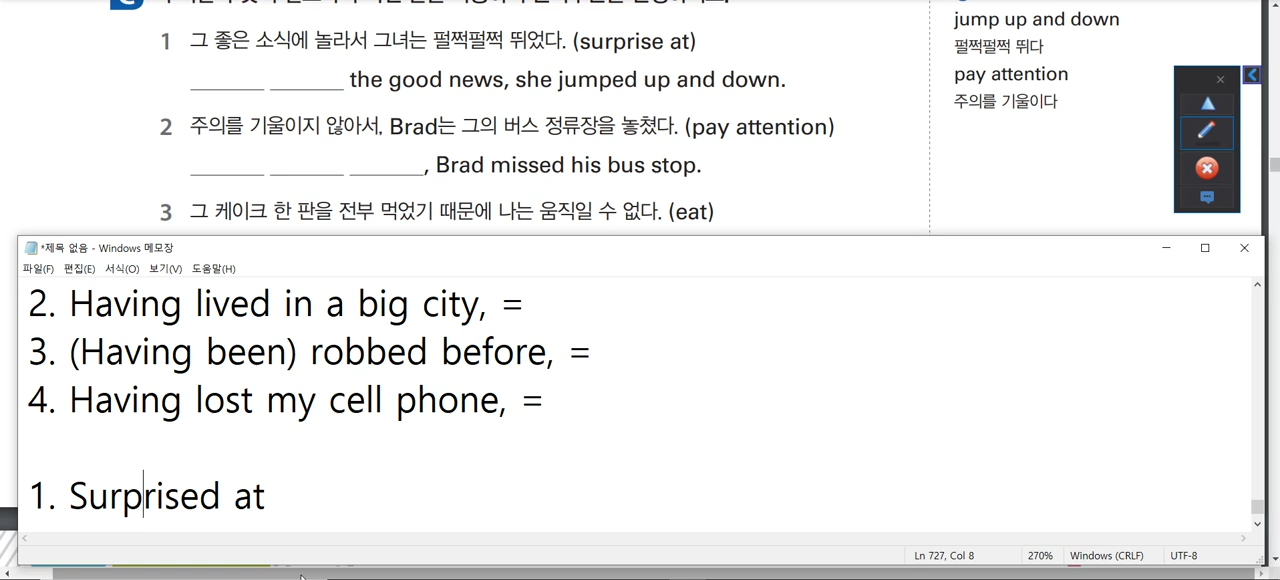 jump up and down
1 그 좋은 소식에 놀라서 그녀는 펄쩍펄쩍 뛰었다. (surprise at)
펄쩍펄쩍 뛰다
______ ______ the good news, she jumped up and down.
pay attention
주의를 기울이다
2 주의를 기울이지 않아서, Brad는 그의 버스 정류장을 놓쳤다. (pay attention)
______ ______ ______, Brad missed his bus stop.
3 그 케이크 한 판을 전부 먹었기 때문에 나는 움직일 수 없다. (eat)
*제목 없음 - Windows 메모장
파일(F) 편집(E) 서식(O) 보기(V) 도움말(H)
2. Having lived in a big city, =
3. (Having been) robbed before, =
4. Having lost my cell phone, =
1. Surprised at
Ln 727, Col 8 270% Windows (CRLF) UTF-8